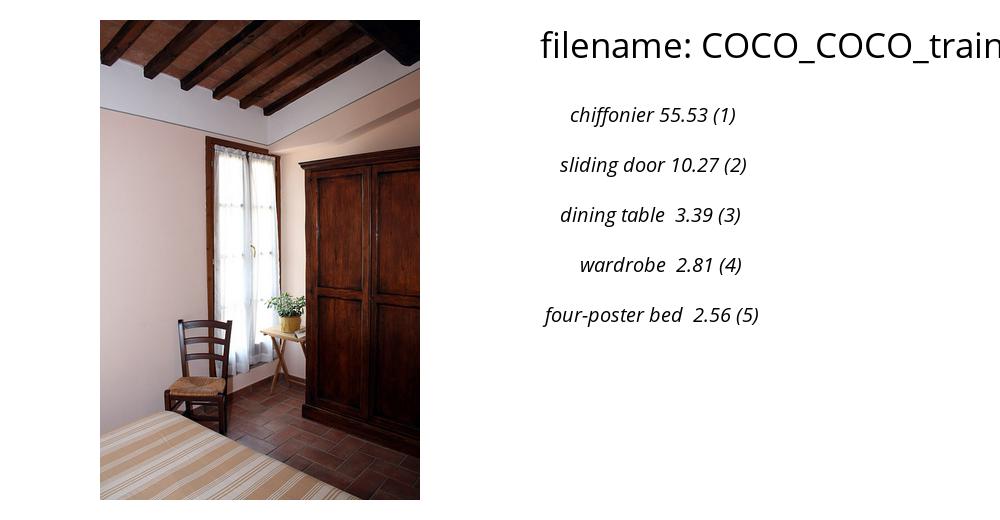 filename: COCO_COCO_train
chiffonier 55.53 (1)
sliding door 10.27 (2)
dining table 3.39 (3)
wardrobe 2.81 (4)
four-poster bed 2.56 (5)